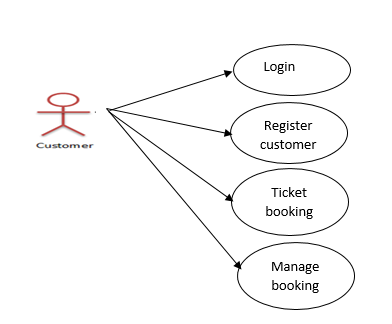 Login
Register
customer
Customer
Ticket
booking
Manage
booking